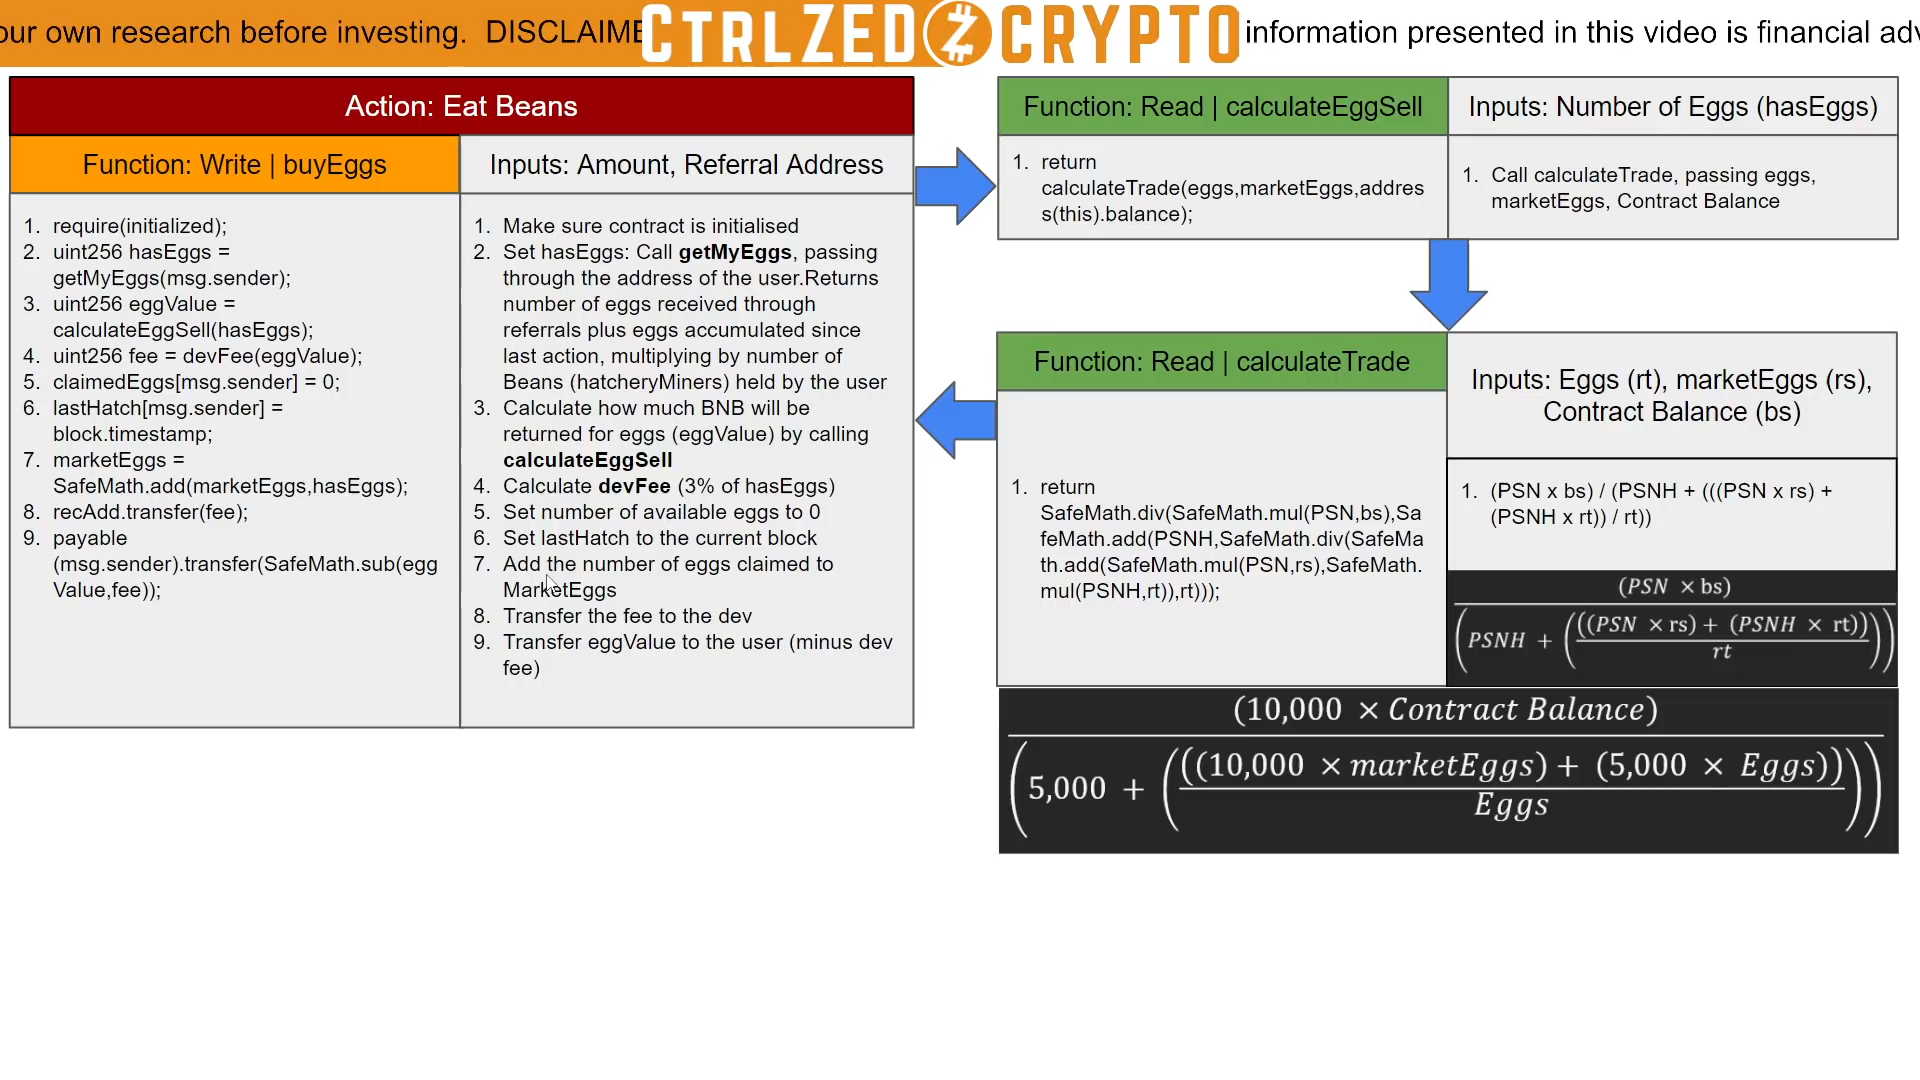 our own research before investing.  DISCLAIME
CTRLZED CRYPTO
information presented in this video is financial adv
Action: Eat Beans
Function: Write | buyEggs
Inputs: Amount, Referral Address
1. require(initialized);
2. uint256 hasEggs =
getMyEggs(msg.sender);
3. uint256 eggValue =
calculateEggSell(hasEggs);
4. uint256 fee = devFee(eggValue);
5. claimedEggs[msg.sender] = 0;
6. lastHatch[msg.sender] =
block.timestamp;
7. marketEggs =
SafeMath.add(marketEggs,hasEggs);
8. recAdd.transfer(fee);
9. payable
(msg.sender).transfer(SafeMath.sub(egg
Value,fee));
1. Make sure contract is initialised
2. Set hasEggs: Call getMyEggs, passing
through the address of the user.Returns
number of eggs received through
referrals plus eggs accumulated since
last action, multiplying by number of
Beans (hatcheryMiners) held by the user
3. Calculate how much BNB will be
returned for eggs (eggValue) by calling
calculateEggSell
4. Calculate devFee (3% of hasEggs)
5. Set number of available eggs to 0
6. Set lastHatch to the current block
7. Add the number of eggs claimed to
MarketEggs
8. Transfer the fee to the dev
9. Transfer eggValue to the user (minus dev
fee)
Function: Read | calculateEggSell
Inputs: Number of Eggs (hasEggs)
1. return
calculateTrade(eggs,marketEggs,addres
s(this).balance);
1. Call calculateTrade, passing eggs,
marketEggs, Contract Balance
Function: Read | calculateTrade
Inputs: Eggs (rt), marketEggs (rs),
Contract Balance (bs)
1. return
SafeMath.div(SafeMath.mul(PSN,bs),Sa
feMath.add(PSNH,SafeMath.div(SafeMa
th.add(SafeMath.mul(PSN,rs),SafeMath.
mul(PSNH,rt)),rt)));
1. (PSN x bs) / (PSNH + (((PSN x rs) +
(PSNH x rt)) / rt))
(PSN × bs)
(PSNH + (((PSN × rs) + (PSNH × rt))
rt))
(10,000 × Contract Balance)
(5,000 + (((10,000 × marketEggs) + (5,000 × Eggs))
Eggs))